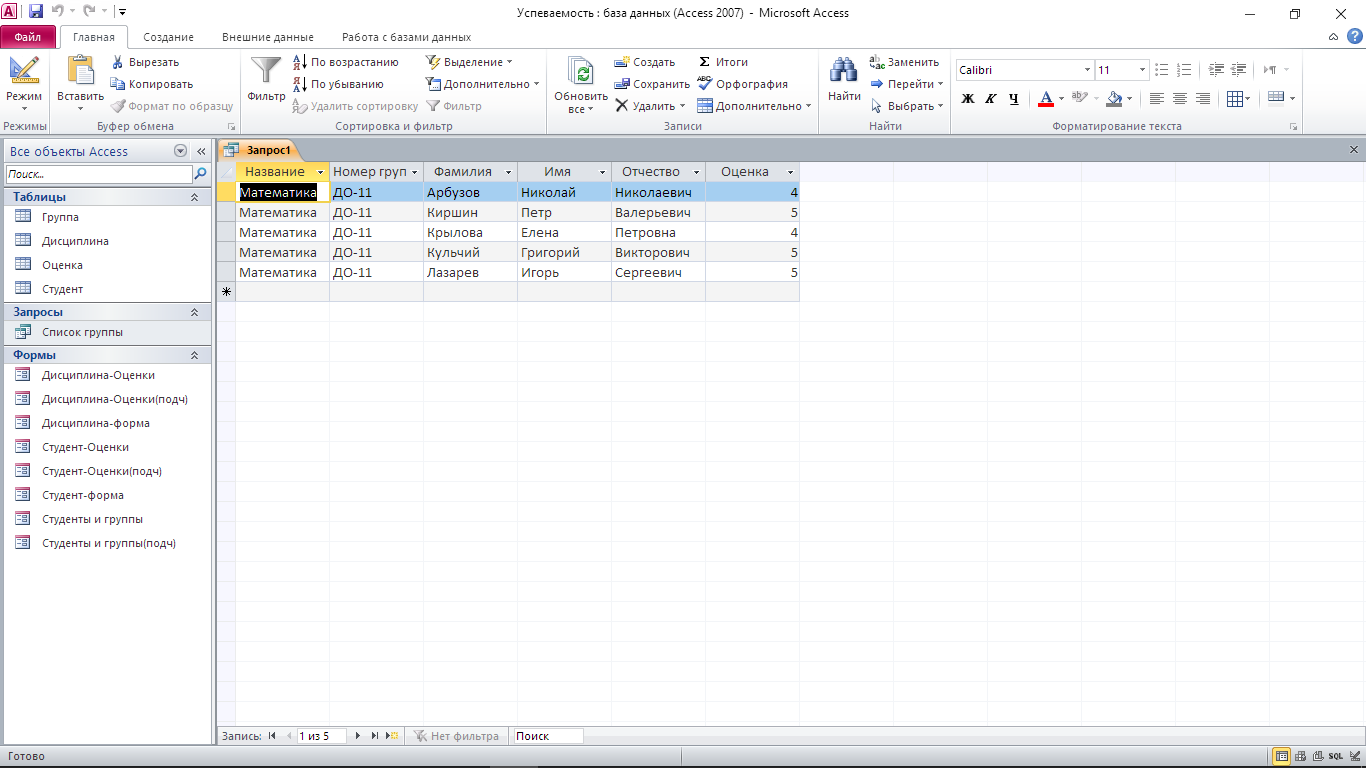 Успеваемость : база данных (Access 2007) - Microsoft Access
Файл Главная Создание Внешние данные Работа с базами данных
Режим
Режимы
Вставить
Вырезать
Копировать
Формат по образцу
Буфер обмена
Фильтр
По возрастанию
По убыванию
Удалить сортировку
Выделение
Дополнительно
Фильтр
Сортировка и фильтр
Обновить
все
Создать
Сохранить
Удалить
Итоги
Орфография
Дополнительно
Записи
Найти
Заменить
Перейти
Выбрать
Найти
Calibri 11
Ж К Ч
Форматирование текста
Все объекты Access
Поиск...
Таблицы
Группа
Дисциплина
Оценка
Студент
Запросы
Список группы
Формы
Дисциплина-Оценки
Дисциплина-Оценки(подч)
Дисциплина-форма
Студент-Оценки
Студент-Оценки(подч)
Студент-форма
Студенты и группы
Студенты и группы(подч)
Запрос1
Название Номер груп Фамилия Имя Отчество Оценка
Математика ДО-11 Арбузов Николай Николаевич 4
Математика ДО-11 Киршин Петр Валерьевич 5
Математика ДО-11 Крылова Елена Петровна 4
Математика ДО-11 Кульчий Григорий Викторович 5
Математика ДО-11 Лазарев Игорь Сергеевич 5
Запись: 1 из 5 Нет фильтра Поиск
Готово SQL